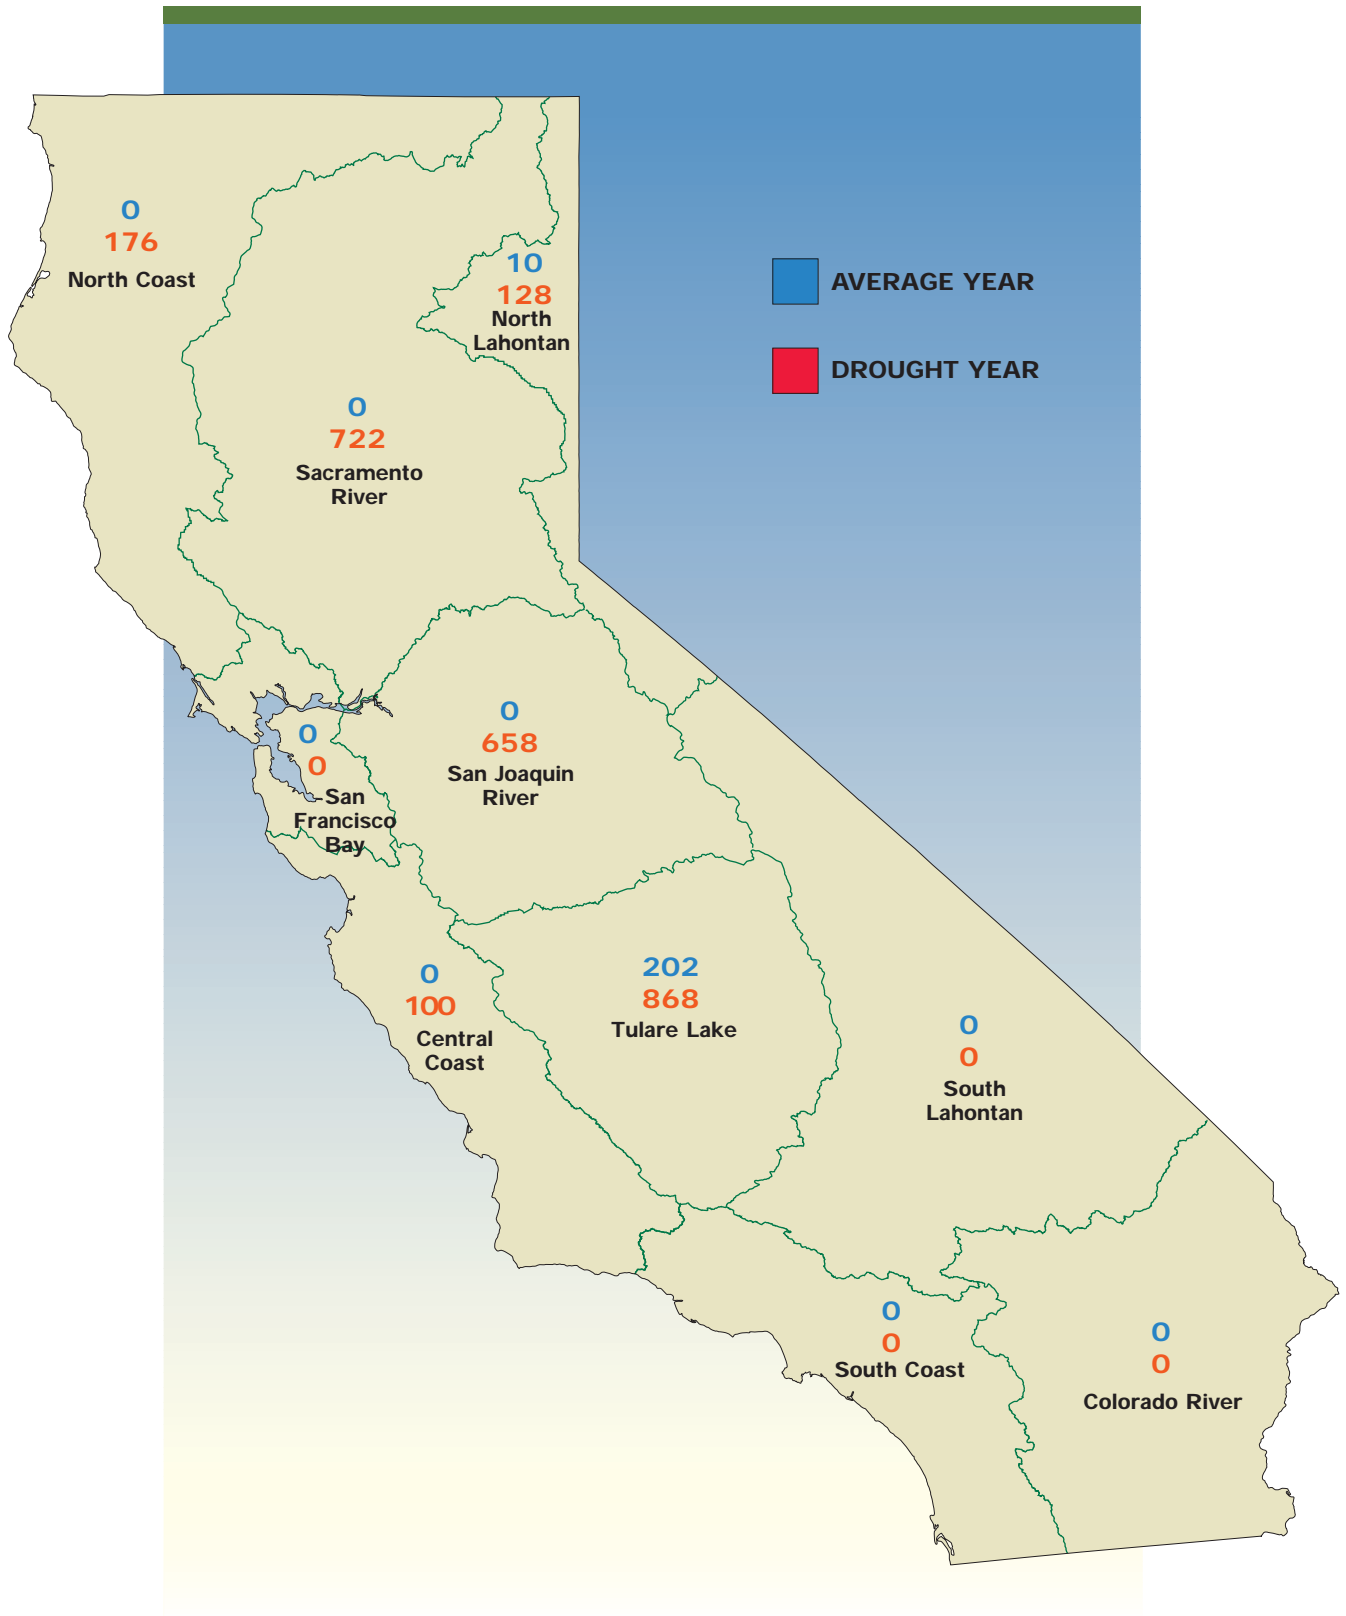 0
176
North Coast
10
128
North
Lahontan
AVERAGE YEAR
DROUGHT YEAR
0
722
Sacramento
River
0
658
San Joaquin
River
0
0
San
Francisco
Bay
0
100
Central
Coast
202
868
Tulare Lake
0
0
South
Lahontan
0
0
South Coast
0
0
Colorado River